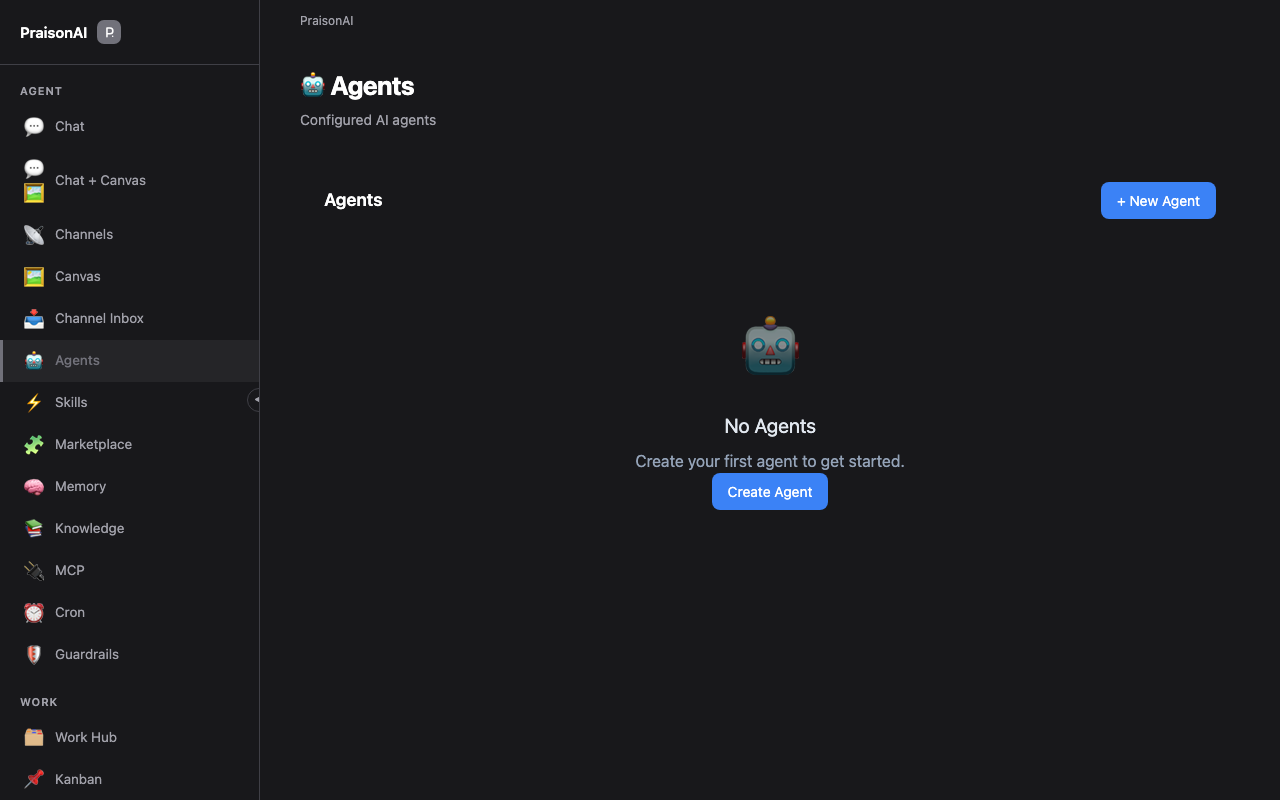 PraisonAI P
AGENT
Chat
Chat + Canvas
Channels
Canvas
Channel Inbox
Agents
Skills
Marketplace
Memory
Knowledge
MCP
Cron
Guardrails
WORK
Work Hub
Kanban
PraisonAI
Agents
Configured AI agents
Agents
+ New Agent
No Agents
Create your first agent to get started.
Create Agent